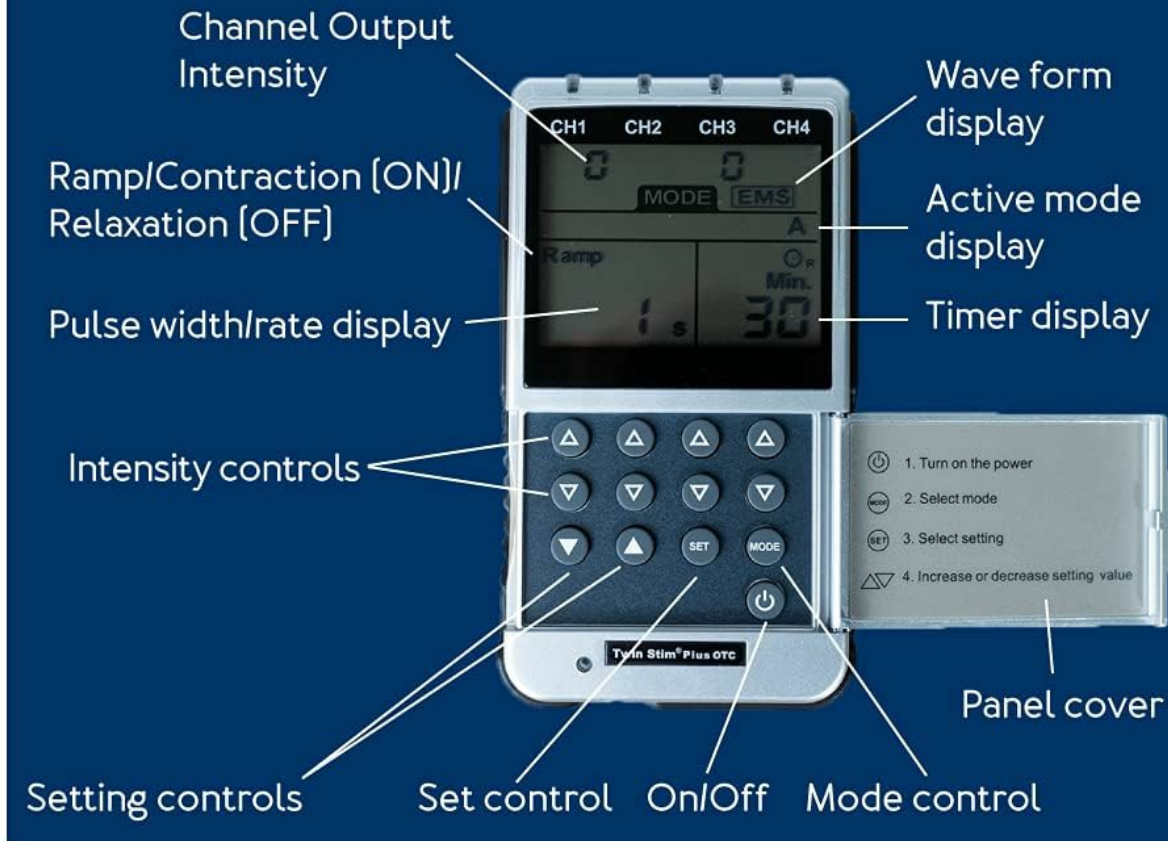 Channel Output
Intensity
Wave form
display
CH1 CH2 CH3 CH4
0 0
MODE EMS
Ramp/Contraction (ON)/
Relaxation (OFF)
Active mode
display
A
Ramp
R
Min.
Pulse width/rate display
1 s
30
Timer display
Intensity controls
1. Turn on the power
MODE 2. Select mode
SET 3. Select setting
4. Increase or decrease setting value
SET
MODE
Twin Stim® Plus OTC
Panel cover
Setting controls
Set control
On/Off
Mode control